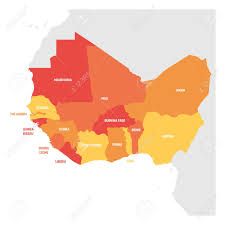 MAURITANIA
MALI
NIGER
SENEGAL
THE GAMBIA
BURKINA FASO
GUINEA
BISSAU
GUINEA
NIGERIA
SIERRA
LEONE
LIBERIA